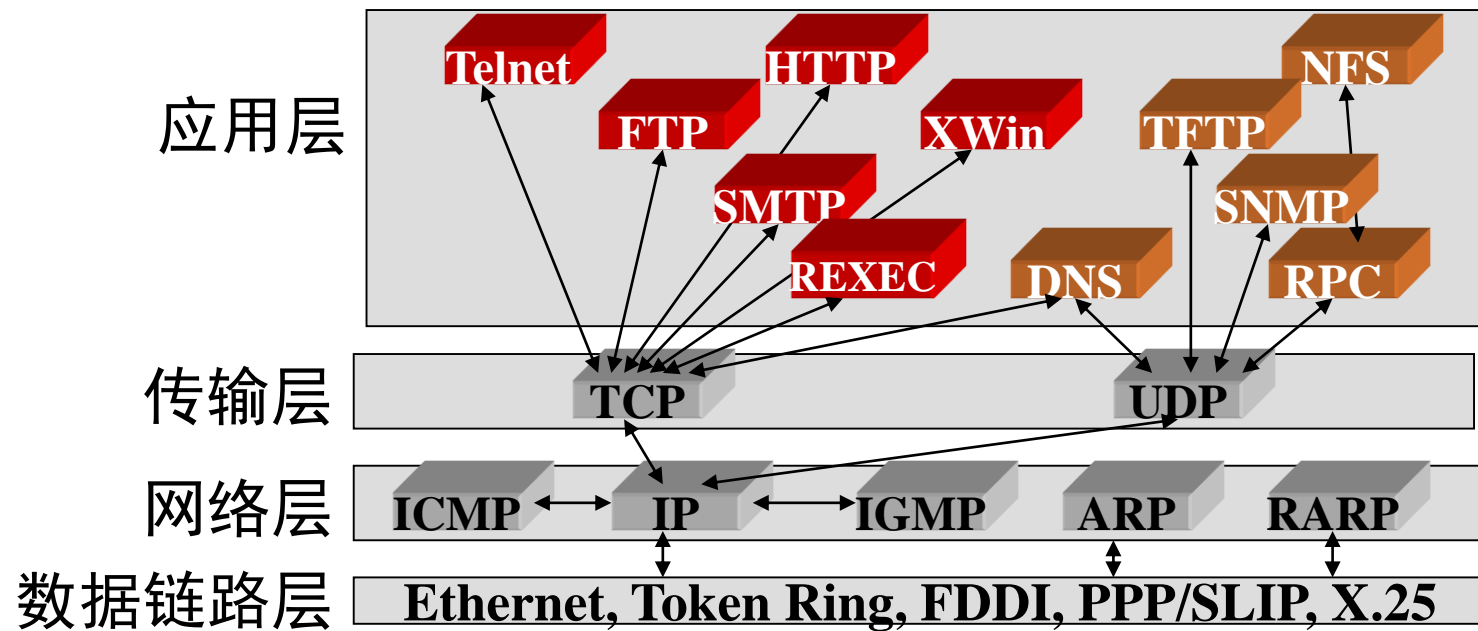 应用层
Telnet HTTP NFS
FTP XWin TFTP
SMTP SNMP
REXEC DNS RPC
传输层
TCP UDP
网络层
ICMP IP IGMP ARP RARP
数据链路层
Ethernet, Token Ring, FDDI, PPP/SLIP, X.25